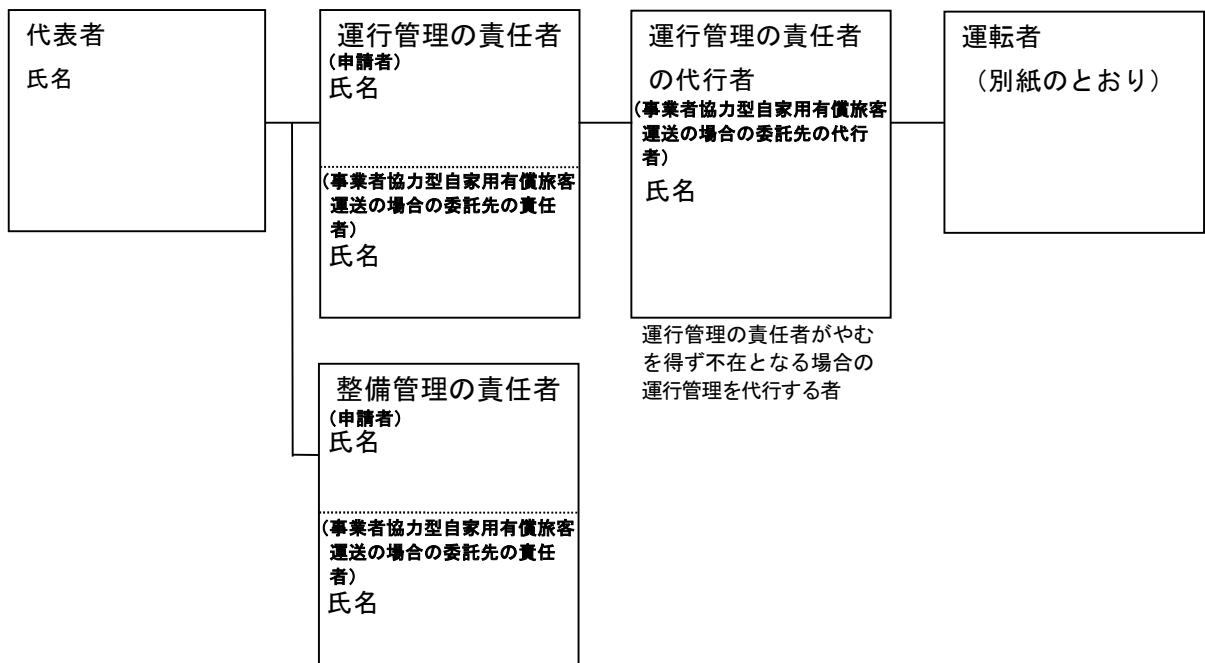 代表者
氏名
運行管理の責任者
（申請者）
氏名
（事業者協力型自家用有償旅客
運送の場合の委託先の責任
者）
氏名
運行管理の責任者
の代行者
（事業者協力型自家用有償旅客
運送の場合の委託先の代行
者）
氏名
運行管理の責任者がやむ
を得ず不在となる場合の
運行管理を代行する者
運転者
（別紙のとおり）
整備管理の責任者
（申請者）
氏名
（事業者協力型自家用有償旅客
運送の場合の委託先の責任
者）
氏名